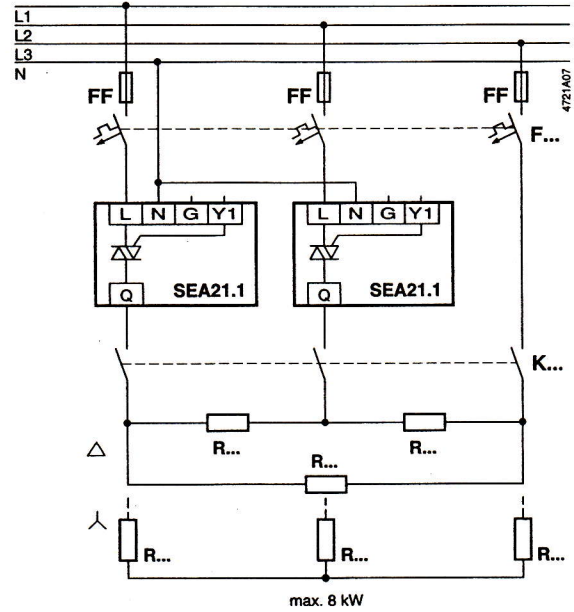 L1
L2
L3
N
FF
FF
FF
4721A07
F...
L N G Y1
L N G Y1
Q
SEA21.1
Q
SEA21.1
K...
R...
R...
R...
R...
R...
R...
max. 8 kW